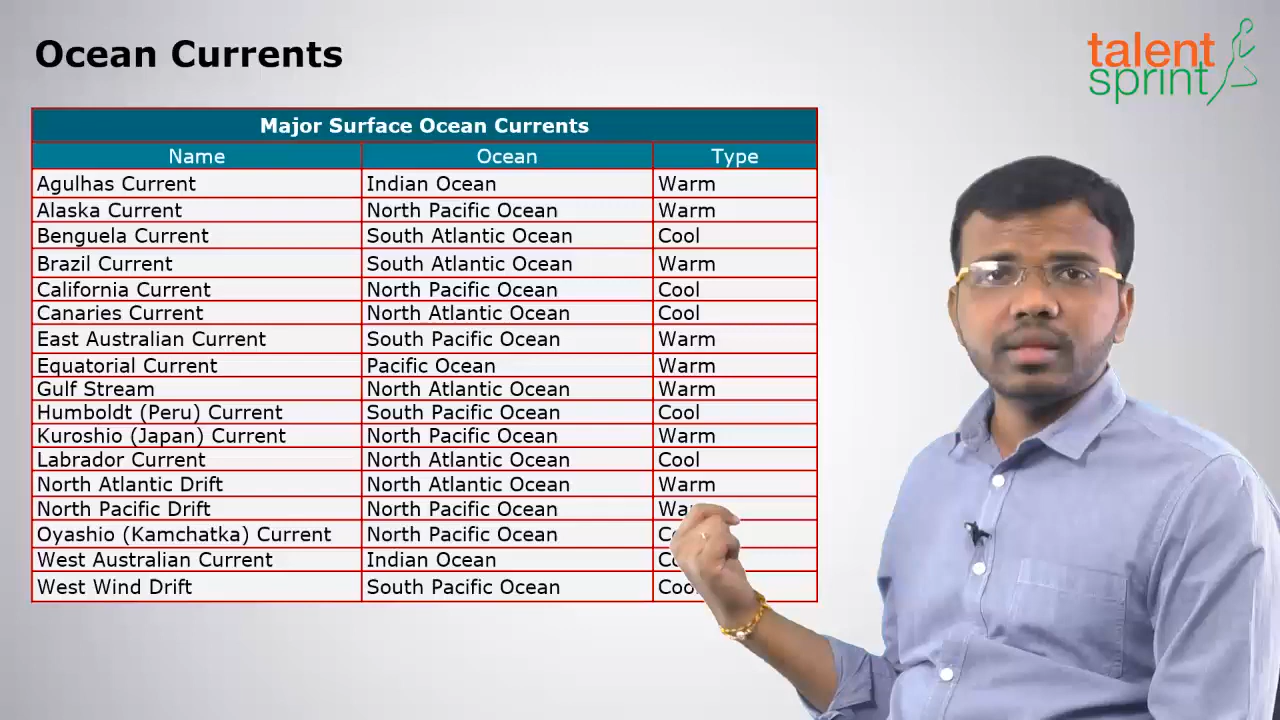 Ocean Currents
talent
sprint
Major Surface Ocean Currents
Name Ocean Type
Agulhas Current Indian Ocean Warm
Alaska Current North Pacific Ocean Warm
Benguela Current South Atlantic Ocean Cool
Brazil Current South Atlantic Ocean Warm
California Current North Pacific Ocean Cool
Canaries Current North Atlantic Ocean Cool
East Australian Current South Pacific Ocean Warm
Equatorial Current Pacific Ocean Warm
Gulf Stream North Atlantic Ocean Warm
Humboldt (Peru) Current South Pacific Ocean Cool
Kuroshio (Japan) Current North Pacific Ocean Warm
Labrador Current North Atlantic Ocean Cool
North Atlantic Drift North Atlantic Ocean Warm
North Pacific Drift North Pacific Ocean
Oyashio (Kamchatka) Current North Pacific Ocean
West Australian Current Indian Ocean
West Wind Drift South Pacific Ocean Cool